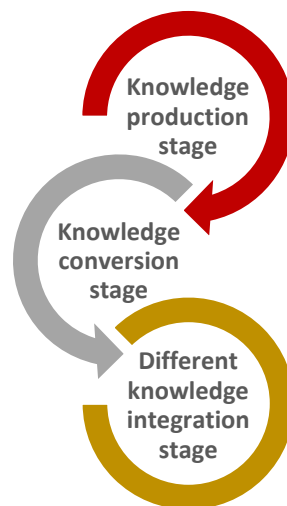 Knowledge
production
stage
Knowledge
conversion
stage
Different
knowledge
integration
stage